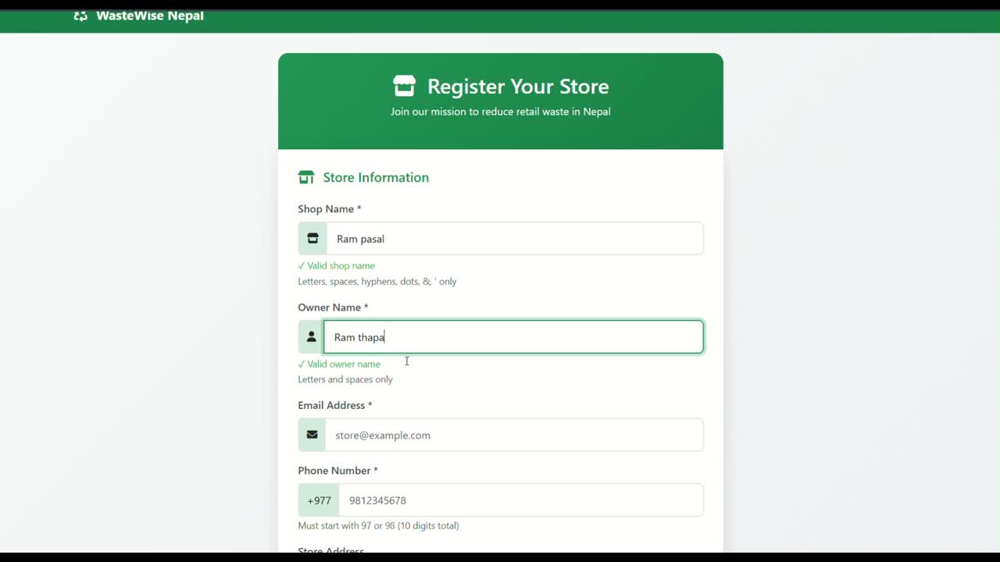 WasteWise Nepal
Register Your Store
Join our mission to reduce retail waste in Nepal
Store Information
Shop Name *
Ram pasal
✓ Valid shop name
Letters, spaces, hyphens, dots, &, ' only
Owner Name *
Ram thapa
✓ Valid owner name
Letters and spaces only
Email Address *
store@example.com
Phone Number *
+977 9812345678
Must start with 97 or 98 (10 digits total)
Store Address